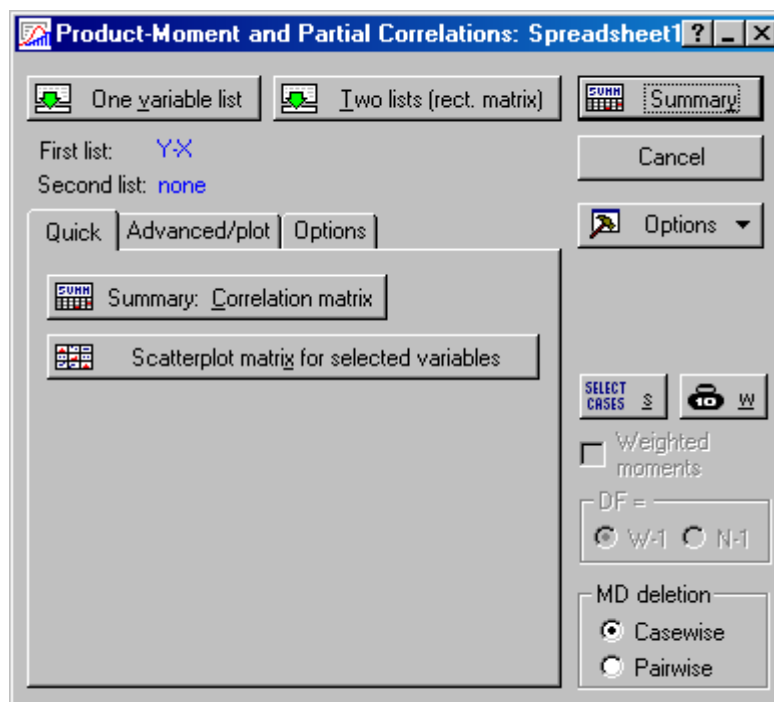 Product-Moment and Partial Correlations: Spreadsheet1
One variable list
Two lists (rect. matrix)
SUMM Summary
First list: Y-X
Cancel
Second list: none
Quick
Advanced/plot
Options
Options
SUMM Summary: Correlation matrix
Scatterplot matrix for selected variables
SELECT CASES S
10 W
Weighted
moments
DF =
W-1 N-1
MD deletion
Casewise
Pairwise